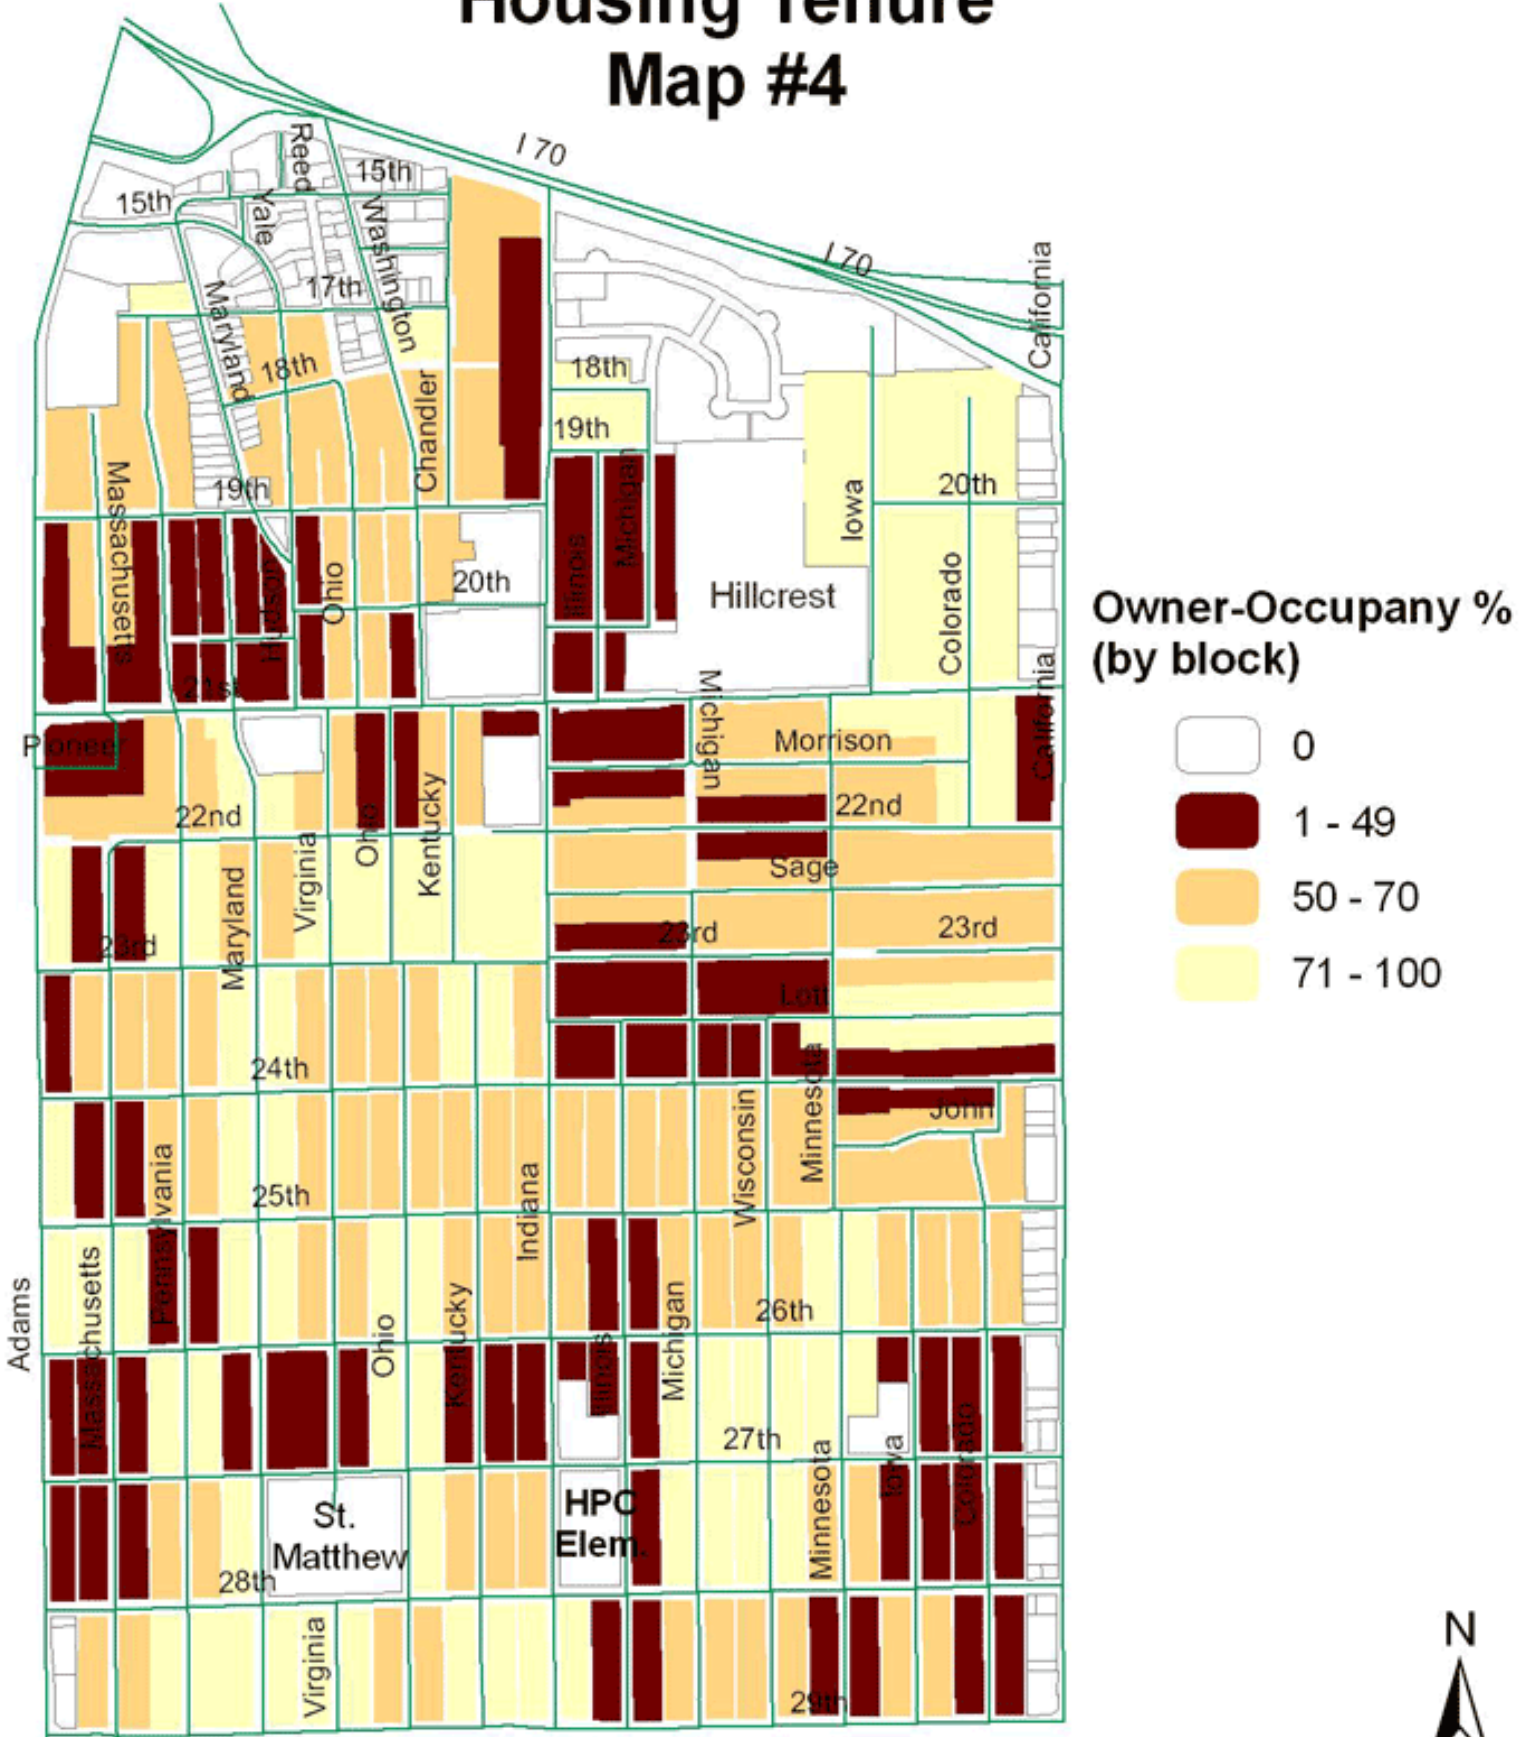 Housing Tenure
Map #4
I 70
Reed
15th
15th
Yale
Washington
I 70
California
17th
Maryland
18th
18th
Chandler
19th
Massachusetts
19th
Michigan
Iowa
20th
Ohio
Illinois
20th
Hillcrest
Colorado
Hudson
21st
Owner-Occupany %
(by block)
0
1 - 49
50 - 70
71 - 100
Pioneer
Michigan
Morrison
California
22nd
Ohio
Kentucky
22nd
Virginia
Sage
Maryland
23rd
23rd
23rd
Lott
24th
Minnesota
John
Pennsylvania
25th
Indiana
Wisconsin
Adams
Massachusetts
Ohio
Kentucky
Illinois
Michigan
26th
27th
Minnesota
Iowa
Colorado
St.
Matthew
HPC
Elem.
28th
Virginia
29th
N